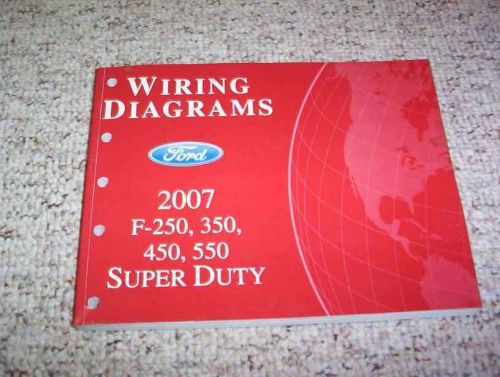 WIRING
DIAGRAMS
Ford
2007
F-250, 350,
450, 550
SUPER DUTY